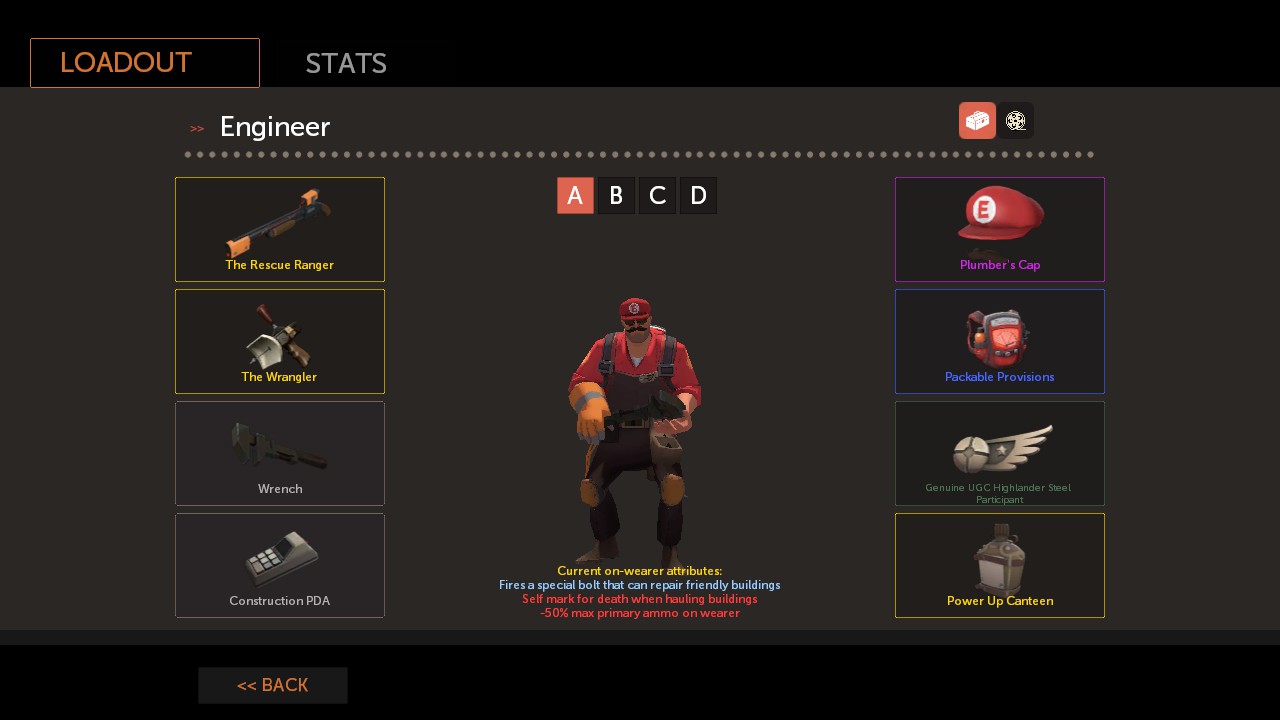 LOADOUT
STATS
>> Engineer
A B C D
The Rescue Ranger
The Wrangler
Wrench
Construction PDA
E
Plumber's Cap
Packable Provisions
Genuine UGC Highlander Steel
Participant
Power Up Canteen
E
Current on-wearer attributes:
Fires a special bolt that can repair friendly buildings
Self mark for death when hauling buildings
-50% max primary ammo on wearer
<< BACK